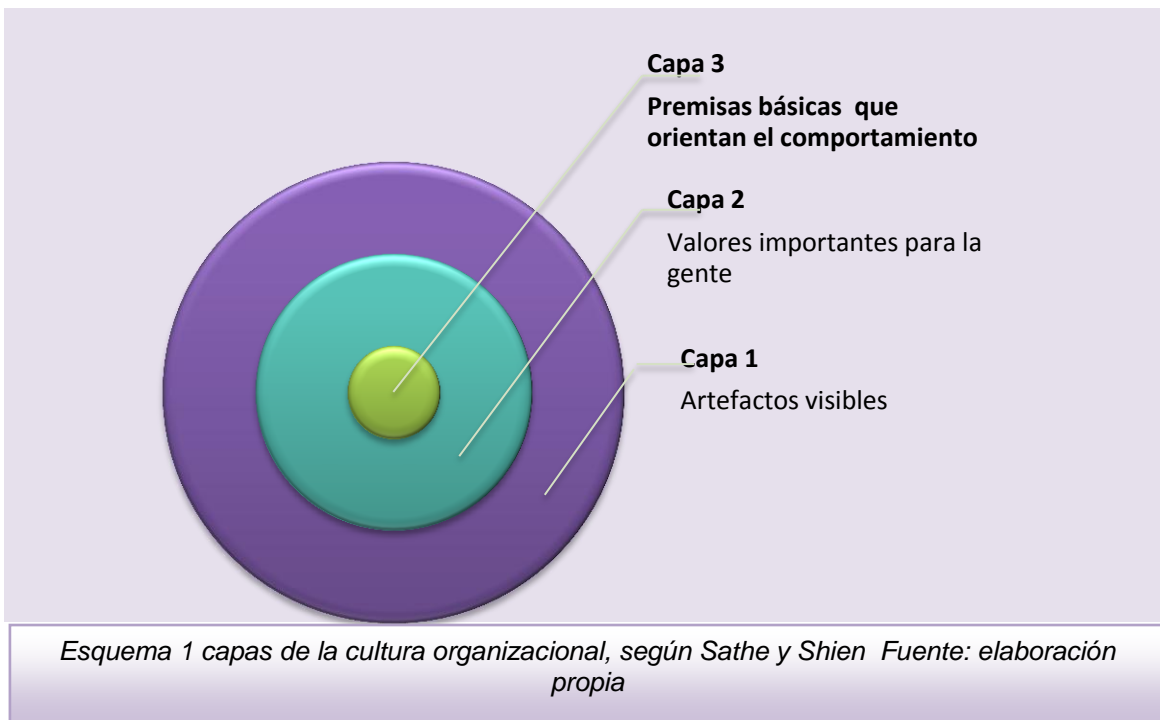 Capa 3
Premisas básicas que
orientan el comportamiento
Capa 2
Valores importantes para la
gente
Capa 1
Artefactos visibles
Esquema 1 capas de la cultura organizacional, según Sathe y Shien Fuente: elaboración
propia